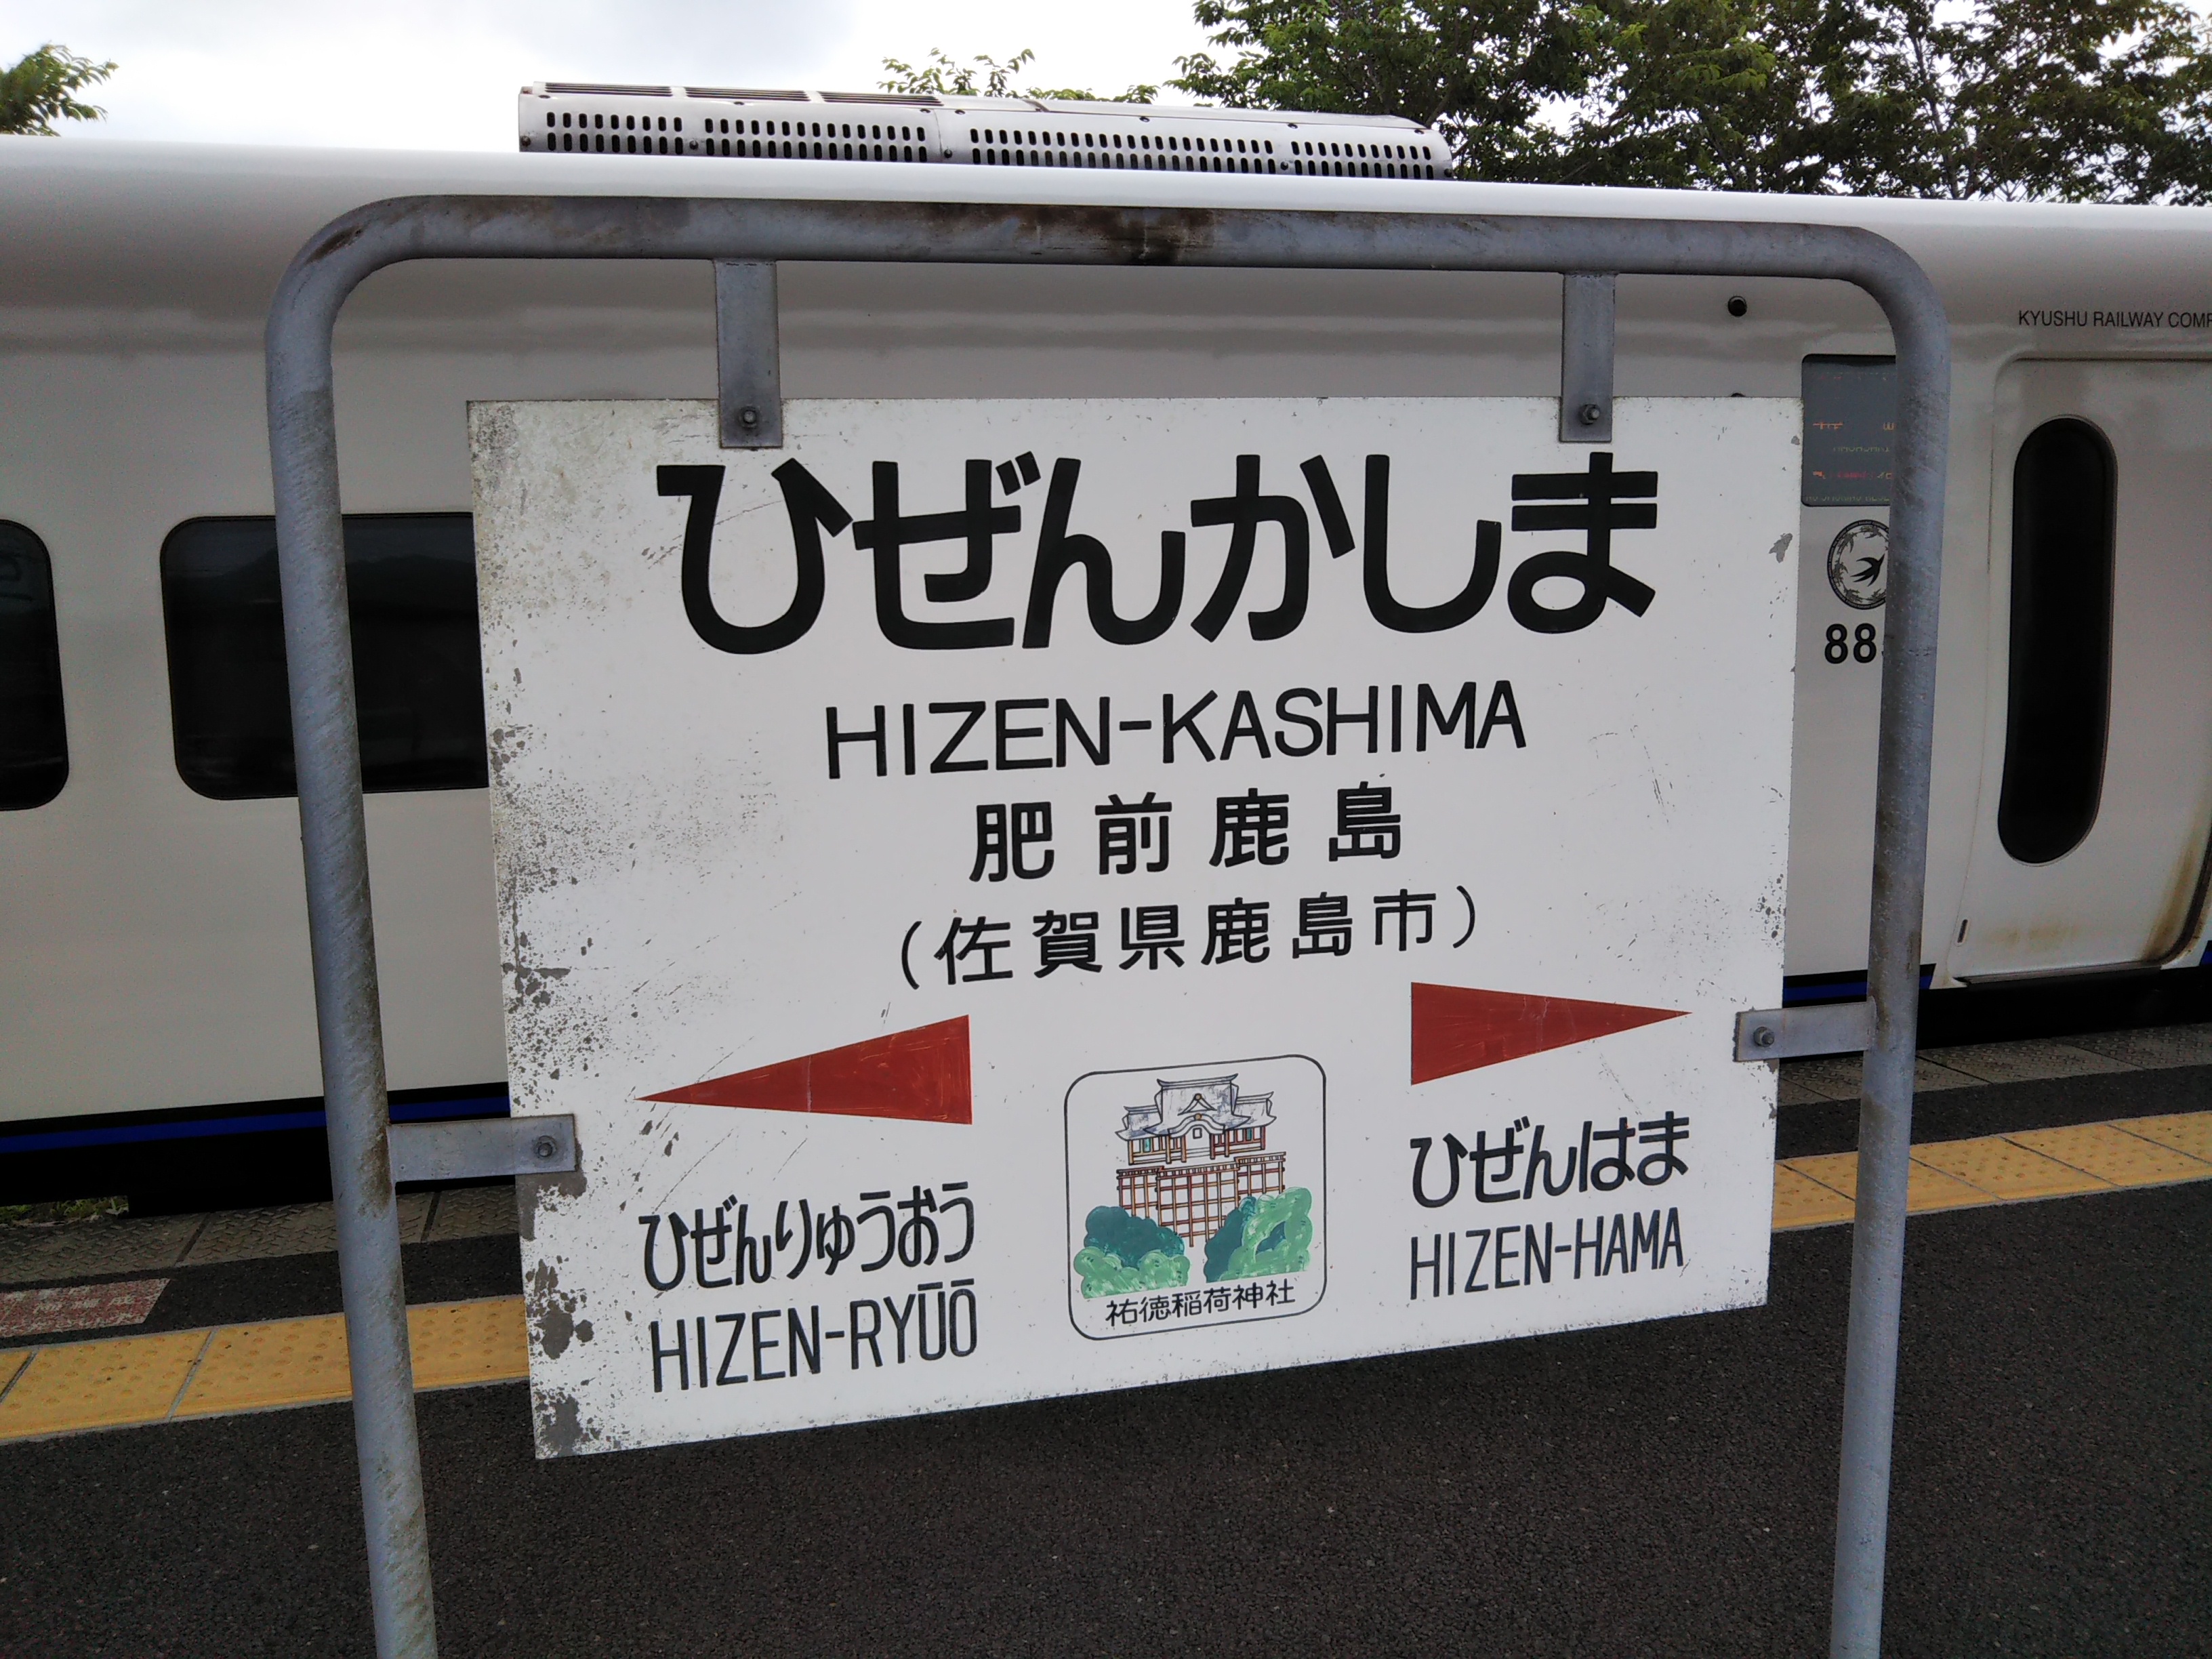 KYUSHU RAILWAY
ひぜんかしま
HIZEN-KASHIMA
肥前鹿島
(佐賀県鹿島市)
ひぜんりゅうおう
HIZEN-RYŪŌ
ひぜんはま
HIZEN-HAMA
祐徳稲荷神社
88